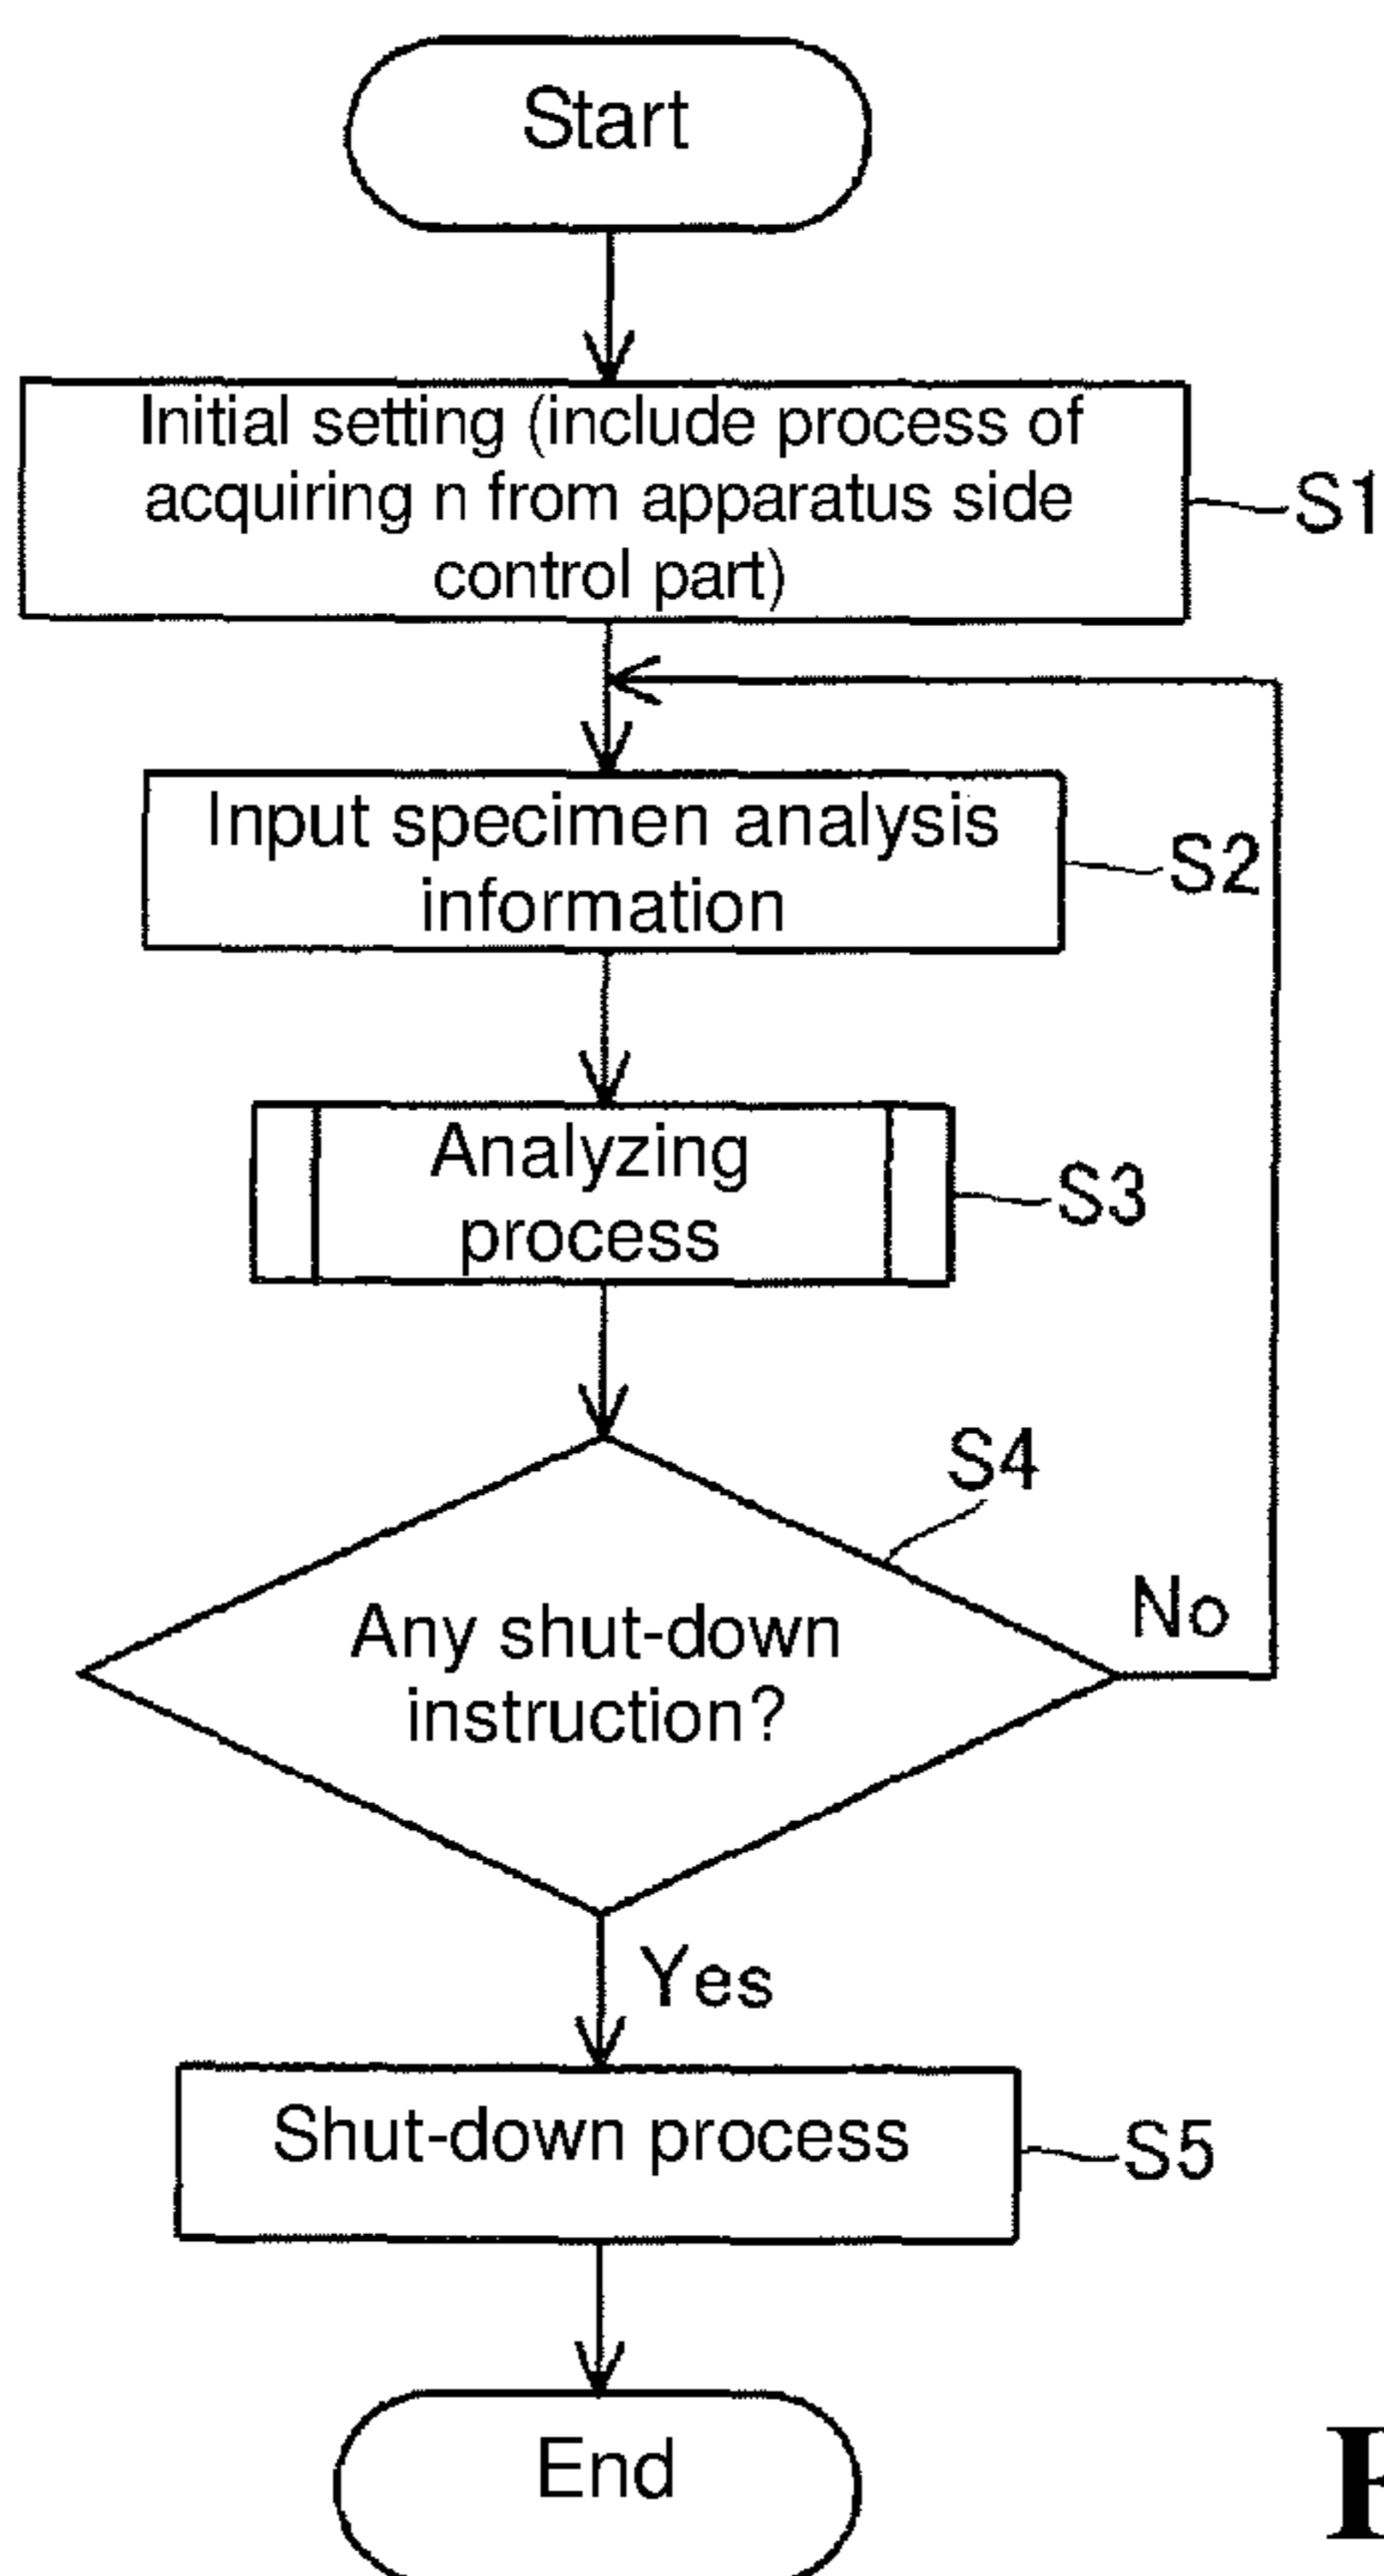 Start
Initial setting (include process of
acquiring n from apparatus side
control part)
S1
Input specimen analysis
information
S2
Analyzing
process
S3
S4
Any shut-down
instruction?
No
Yes
Shut-down process
S5
End